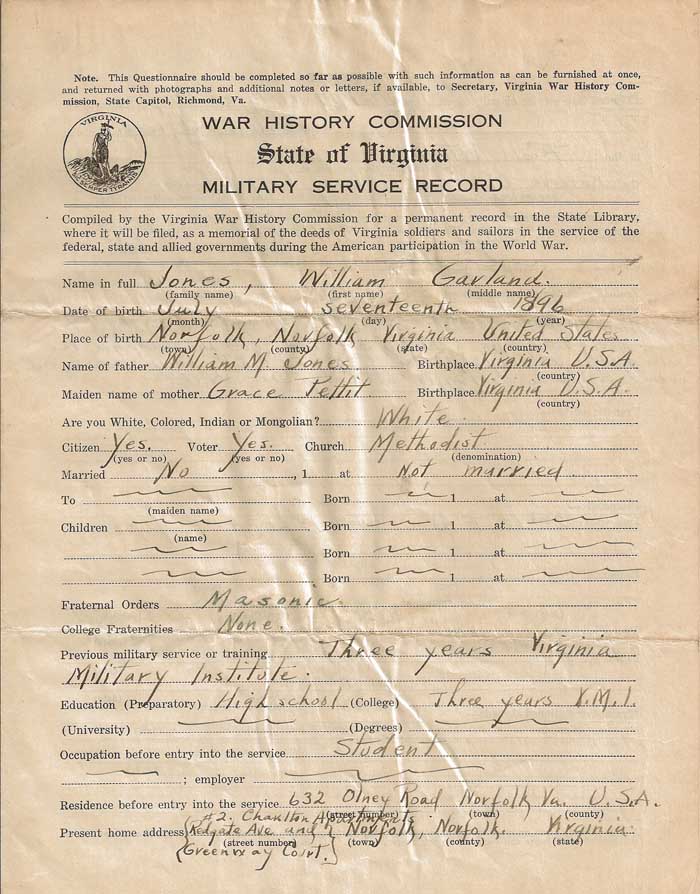 Note. This Questionnaire should be completed so far as possible with such information as can be furnished at once,
and returned with photographs and additional notes or letters, if available, to Secretary, Virginia War History Com-
mission, State Capitol, Richmond, Va.
VIRGINIA
SIC SEMPER TYRANNIS
WAR HISTORY COMMISSION
State of Virginia
MILITARY SERVICE RECORD
Compiled by the Virginia War History Commission for a permanent record in the State Library,
where it will be filed, as a memorial of the deeds of Virginia soldiers and sailors in the service of the
federal, state and allied governments during the American participation in the World War.
Name in full Jones, William Garland.
(family name) (first name) (middle name)
Date of birth July seventeenth 1896
(month) (day) (year)
Place of birth Norfolk, Norfolk Virginia United States
(town) (county) (state) (country)
Name of father William M. Jones. Birthplace Virginia U.S.A.
(country)
Maiden name of mother Grace Pettit. Birthplace Virginia U.S.A.
(country)
Are you White, Colored, Indian or Mongolian? White.
Citizen Yes. Voter Yes. Church Methodist
(yes or no) (yes or no) (denomination)
Married No, 1 at Not married
To Born 1 at
(maiden name)
Children Born 1 at
(name)
Born 1 at
Born 1 at
Fraternal Orders Masonic.
College Fraternities None.
Previous military service or training Three years Virginia
Military Institute.
Education (Preparatory) High school (College) Three years V.M.I.
(University) (Degrees)
Occupation before entry into the service Student
; employer
Residence before entry into the service 632 Olney Road Norfolk Va. U.S.A.
(street number) (town) (county)
#2. Apartments
Present home address Redgate Ave and Norfolk, Norfolk. Virginia.
(street number) (town) (county) (state)
Greenway Court.